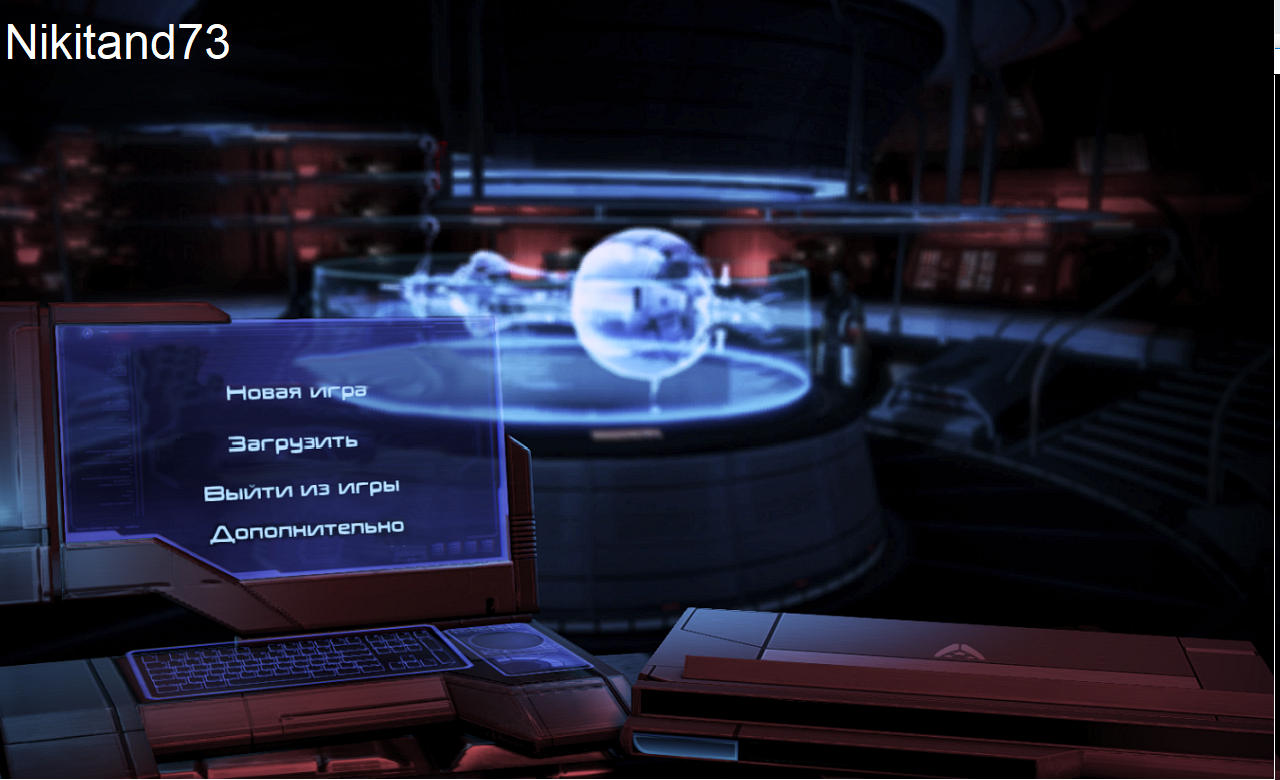 Nikitand73
Новая игра
Загрузить
Выйти из игры
Дополнительно